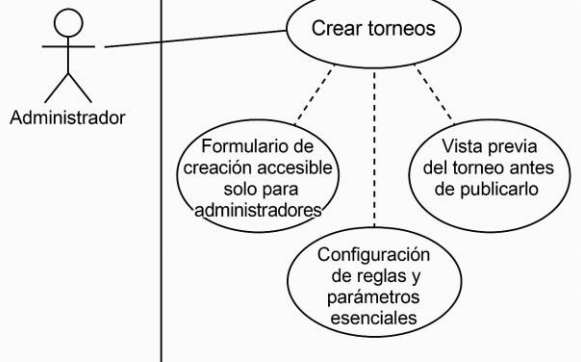 Crear torneos
Administrador
Formulario de
creación accesible
solo para
administradores
Vista previa
del torneo antes
de publicarlo
Configuración
de reglas y
parámetros
esenciales